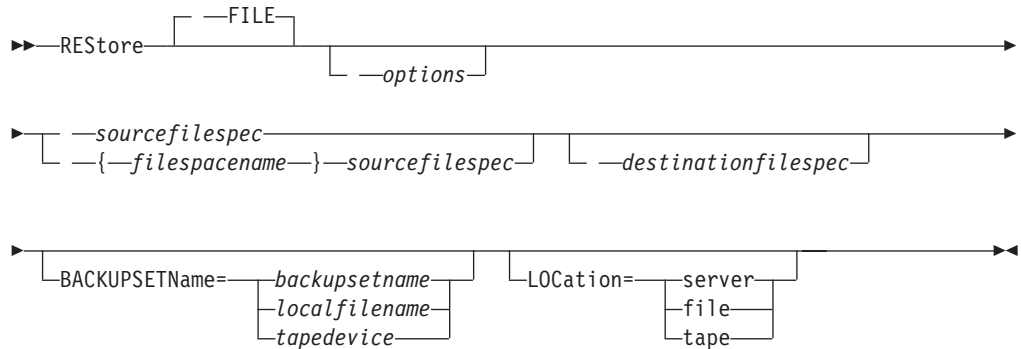 FILE
REStore
options
sourcefilespec
{ filespacename } sourcefilespec
destinationfilespec
BACKUPSETName= backupsetname LOCation= server
localfilename file
tapedevice tape